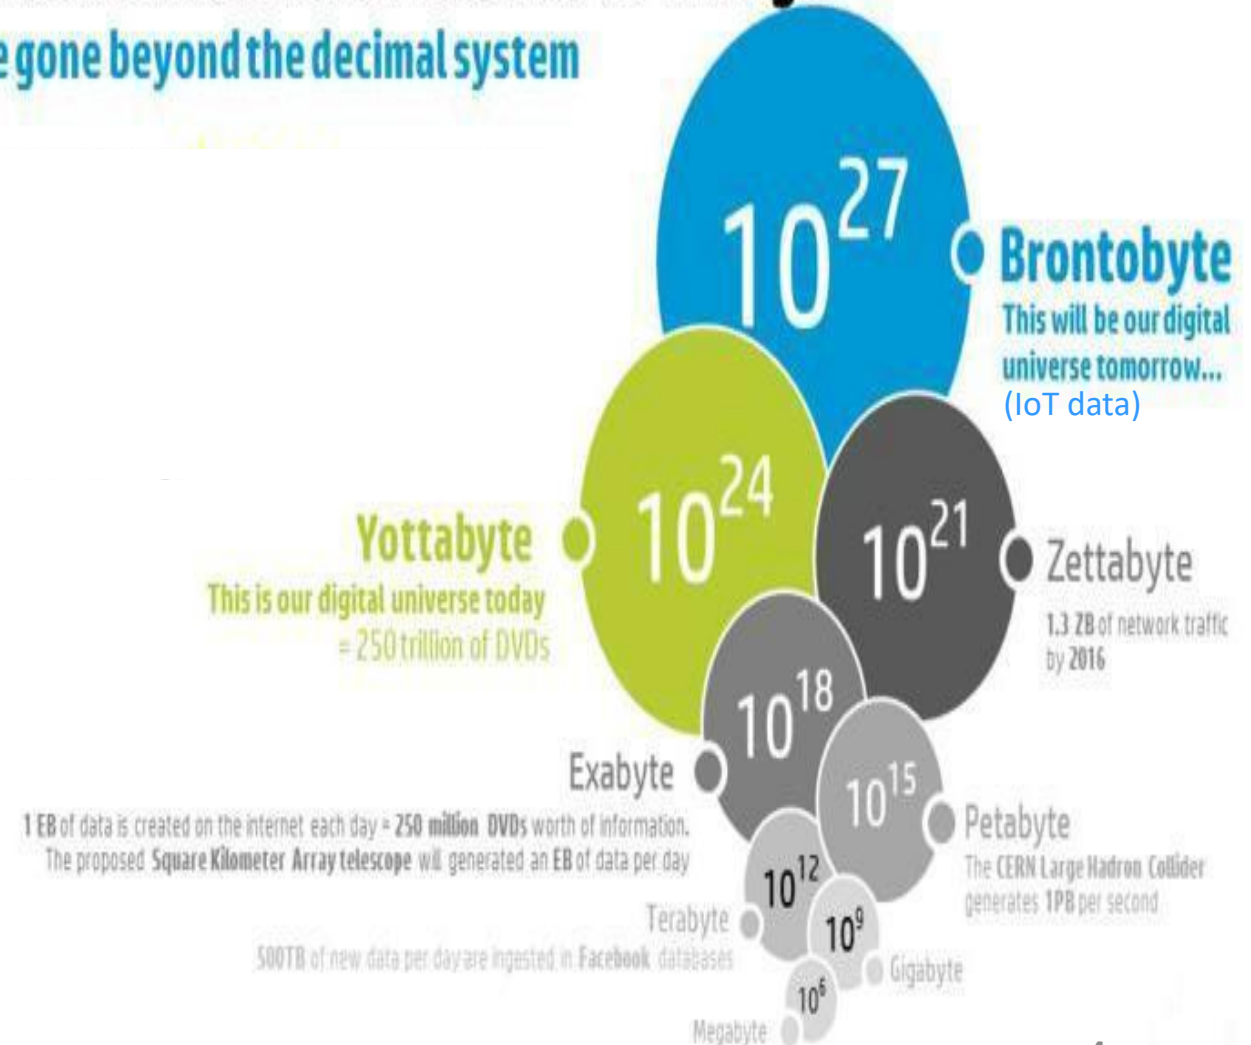 e gone beyond the decimal system
10^27
Brontobyte
This will be our digital
universe tomorrow...
(IoT data)
10^24
10^21
Yottabyte
This is our digital universe today
= 250 trillion of DVDs
Zettabyte
1.3 ZB of network traffic
by 2016
10^18
Exabyte
1 EB of data is created on the internet each day = 250 million DVDs worth of information.
The proposed Square Kilometer Array telescope will generated an EB of data per day
10^15
Petabyte
The CERN Large Hadron Collider
generates 1PB per second
10^12
Terabyte
500TB of new data per day are ingested in Facebook databases
10^9
Gigabyte
10^6
Megabyte